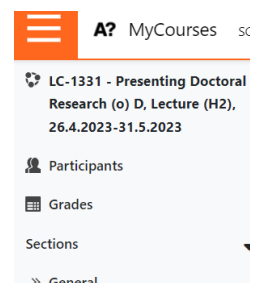 A? MyCourses
LC-1331 - Presenting Doctoral
Research (o) D, Lecture (H2),
26.4.2023-31.5.2023
Participants
Grades
Sections
General